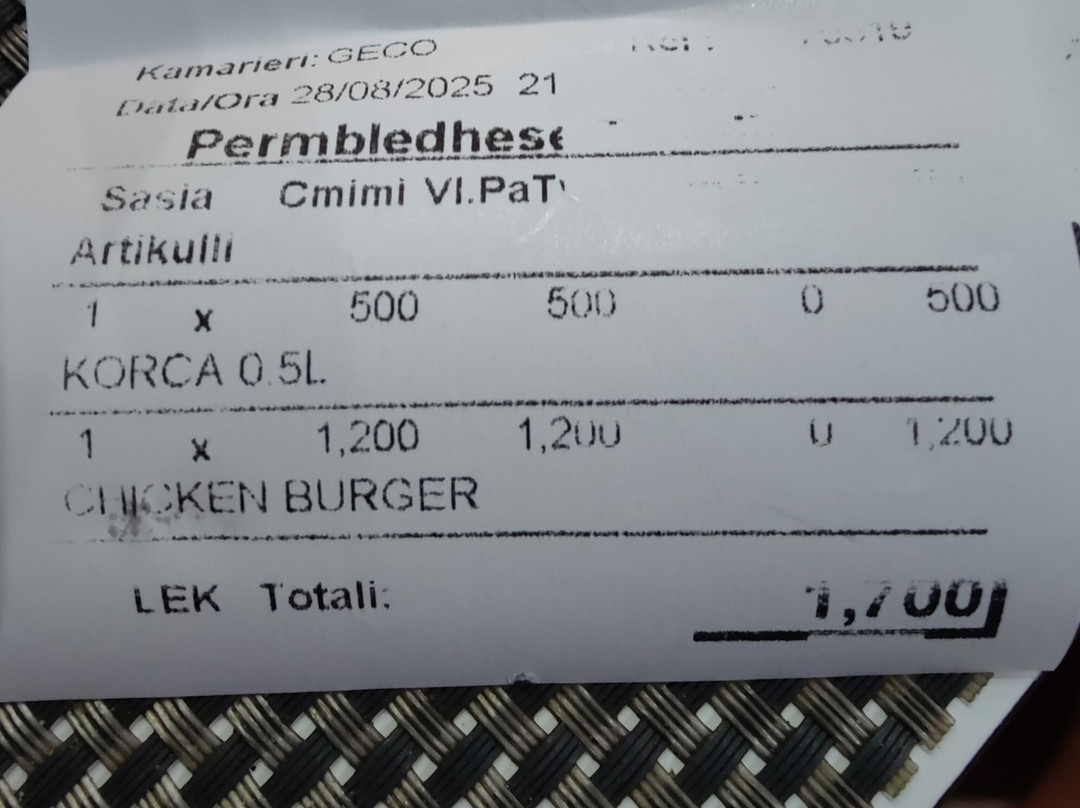 Kamarieri: GECO
Data/Ora 28/08/2025 21
Permbledhese
Sasia Cmimi Vl.PaT
Artikulli
1 x 500 500 0 500
KORCA 0.5L
1 x 1,200 1,200 0 1,200
CHICKEN BURGER
LEK Totali: 1,700